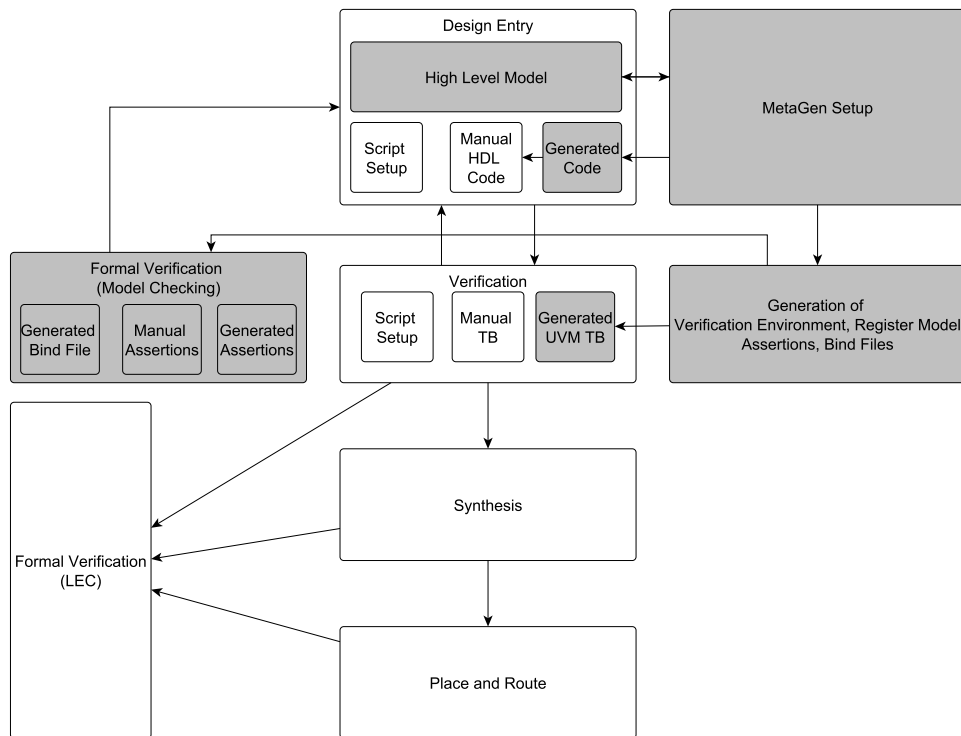 Design Entry
High Level Model
MetaGen Setup
Script
Setup
Manual
HDL
Code
Generated
Code
Formal Verification
(Model Checking)
Generated
Bind File
Manual
Assertions
Generated
Assertions
Verification
Script
Setup
Manual
TB
Generated
UVM TB
Generation of
Verification Environment, Register Model
Assertions, Bind Files
Synthesis
Formal Verification
(LEC)
Place and Route